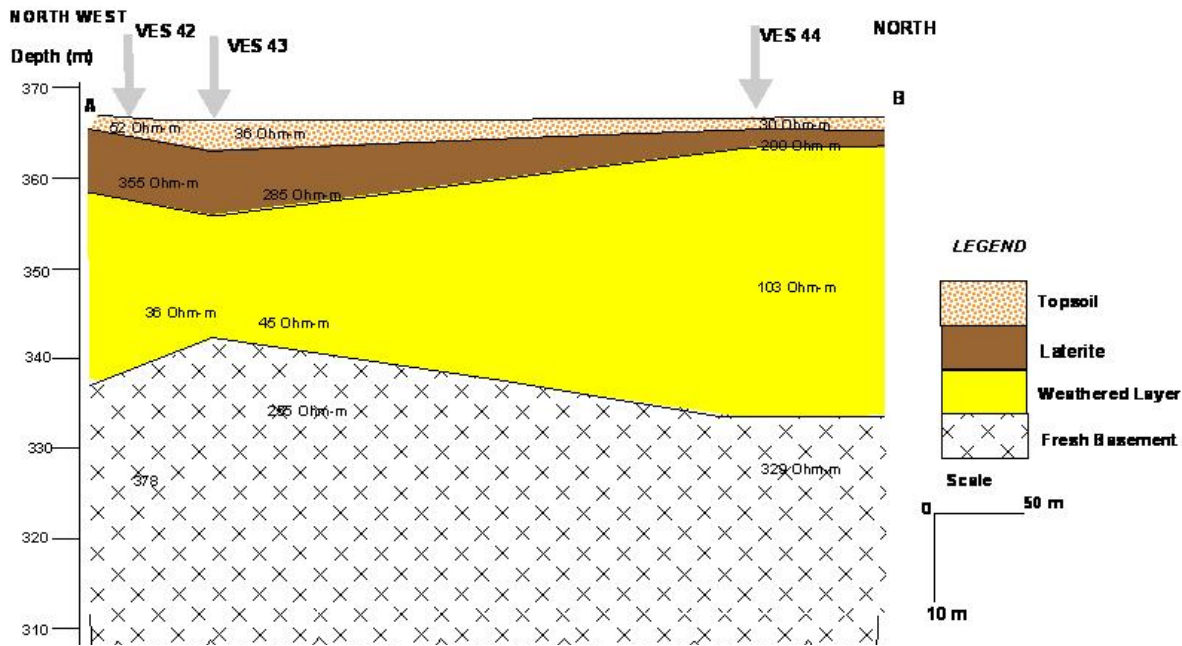 NORTH WEST
VES 42
VES 43
VES 44
NORTH
Depth (m)
370
A
B
52 Ohm-m
36 Ohm-m
30 Ohm-m
200 Ohm-m
360
355 Ohm-m
285 Ohm-m
LEGEND
350
103 Ohm-m
Topsoil
36 Ohm-m
45 Ohm-m
Laterite
340
Weathered Layer
Ohm-m
Fresh Basement
330
329 Ohm-m
378
Scale
0
50 m
320
10 m
310